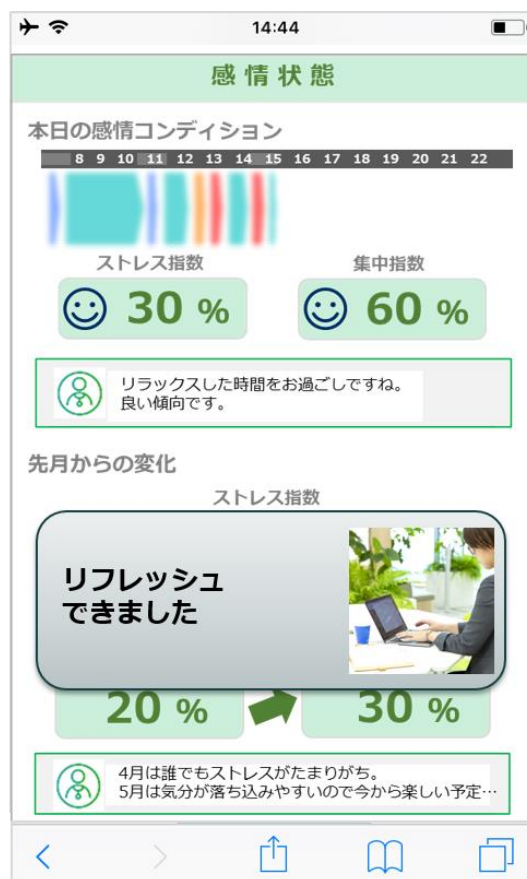 14:44
感情状態
本日の感情コンディション
8 9 10 11 12 13 14 15 16 17 18 19 20 21 22
ストレス指数 集中指数
30 % 60 %
リラックスした時間をお過ごしですね。
良い傾向です。
先月からの変化
ストレス指数
リフレッシュ
できました
20 % 30 %
4月は誰でもストレスがたまりがち。
5月は気分が落ち込みやすいので今から楽しい予定…